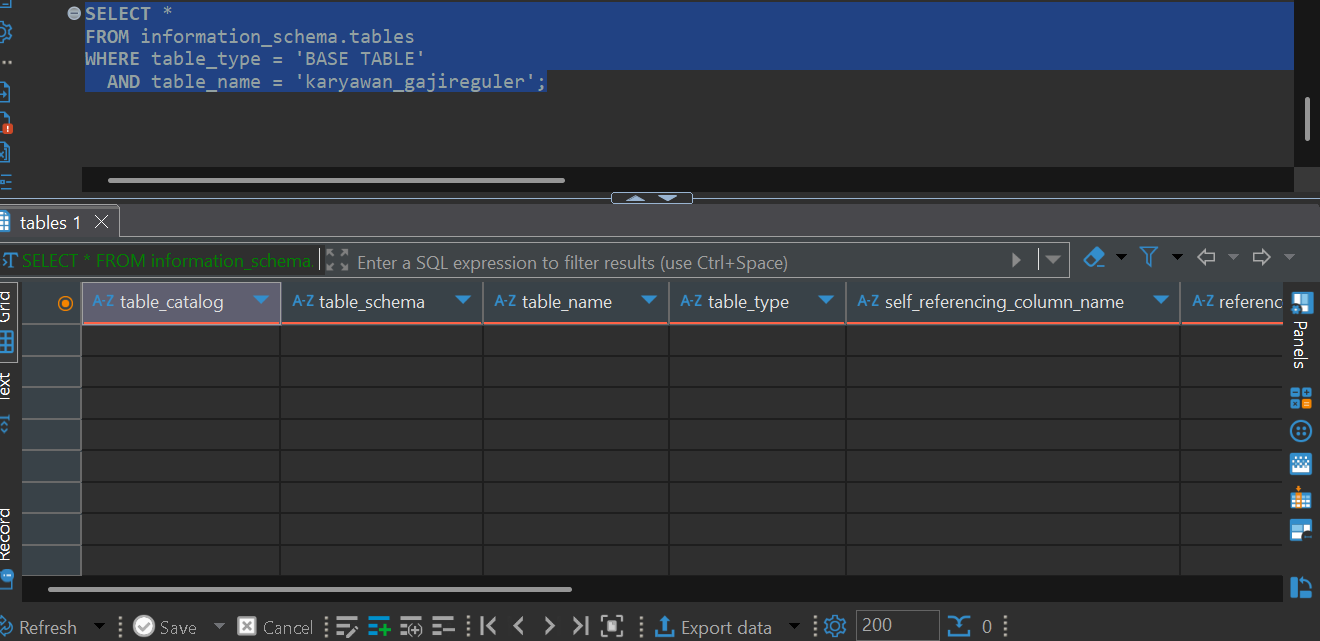 SELECT *
FROM information_schema.tables
WHERE table_type = 'BASE TABLE'
AND table_name = 'karyawan_gajireguler';
tables 1
SELECT * FROM information_schema.
Enter a SQL expression to filter results (use Ctrl+Space)
Grid
A-Z table_catalog
A-Z table_schema
A-Z table_name
A-Z table_type
A-Z self_referencing_column_name
A-Z referenc
Panels
Text
Record
Refresh
Save
Cancel
Export data
200
0